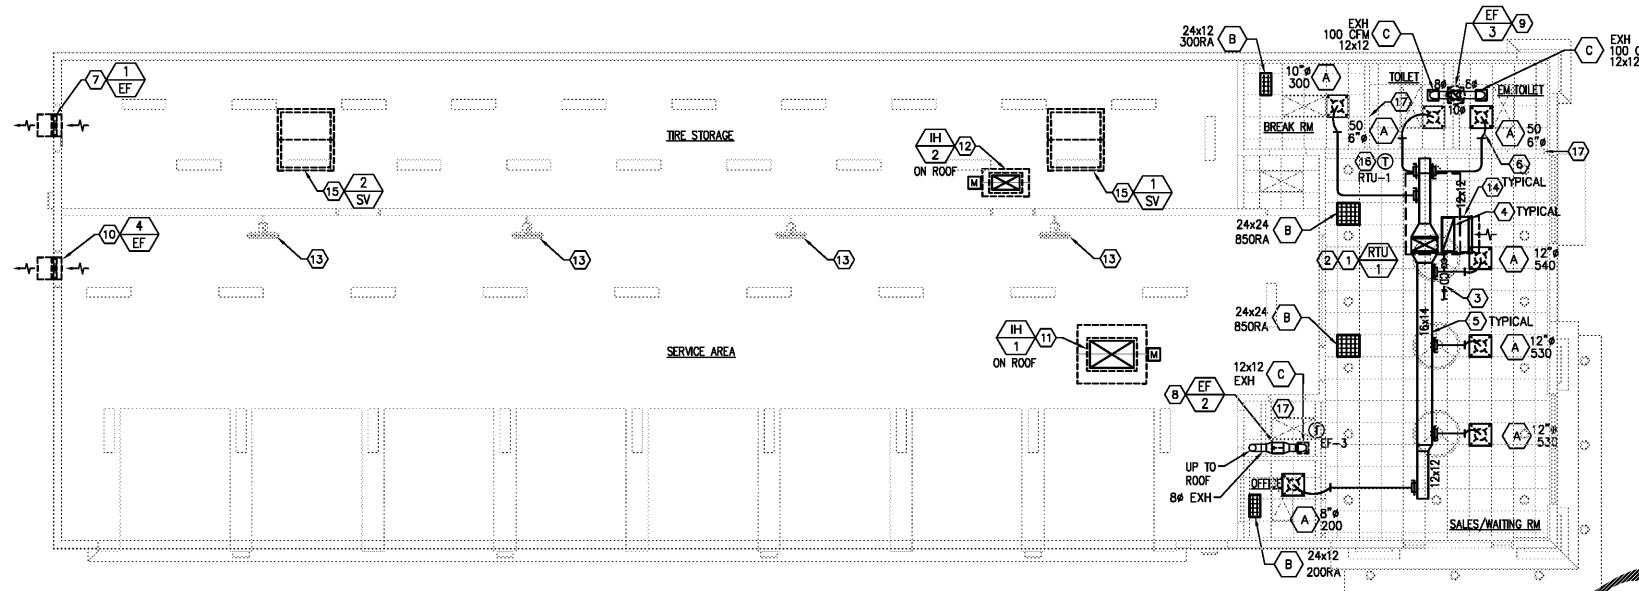 24x12
300RA
B
EXH
100 CFM
12x12
C
EF
3
9
C
EXH
100 C
12x12
7
1
EF
10"ø
300
A
TOILET
8ø
6ø
10ø
EM.TOILET
TIRE STORAGE
BREAK RM
17
50
6"ø
A
A
50
6"ø
17
IH
2
12
ON ROOF
M
16
T
RTU-1
6
15
2
SV
15
1
SV
12x12
14
TYPICAL
4
TYPICAL
24x24
850RA
B
10
4
EF
13
13
13
13
2
1
RTU
1
A
12"ø
540
3
24x24
850RA
B
16x14
5
TYPICAL
IH
1
11
ON ROOF
M
SERVICE AREA
A
12"ø
530
12x12
EXH
C
8
EF
2
17
T
EF-3
A
12"ø
530
UP TO
ROOF
8ø EXH
12x12
OFFICE
A
8"ø
200
SALES/WAITING RM
B
24x12
200RA